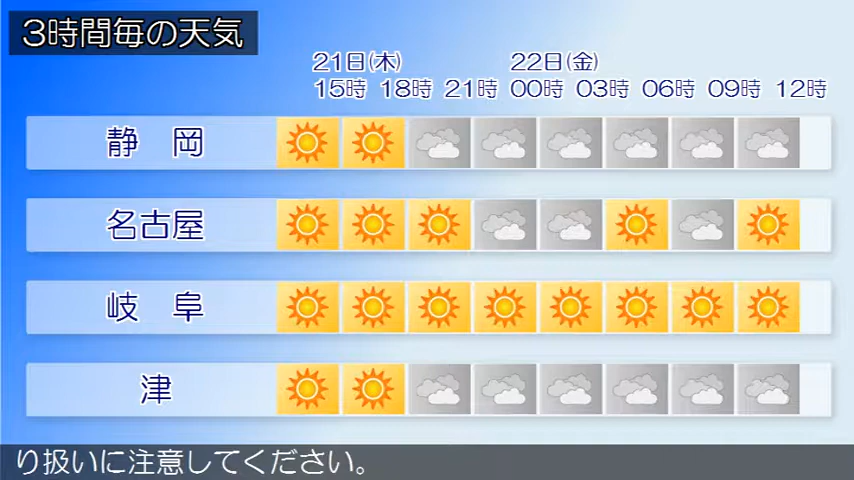 3時間毎の天気
21日(木) 22日(金)
15時 18時 21時 00時 03時 06時 09時 12時
静 岡
名古屋
岐 阜
津
り扱いに注意してください。